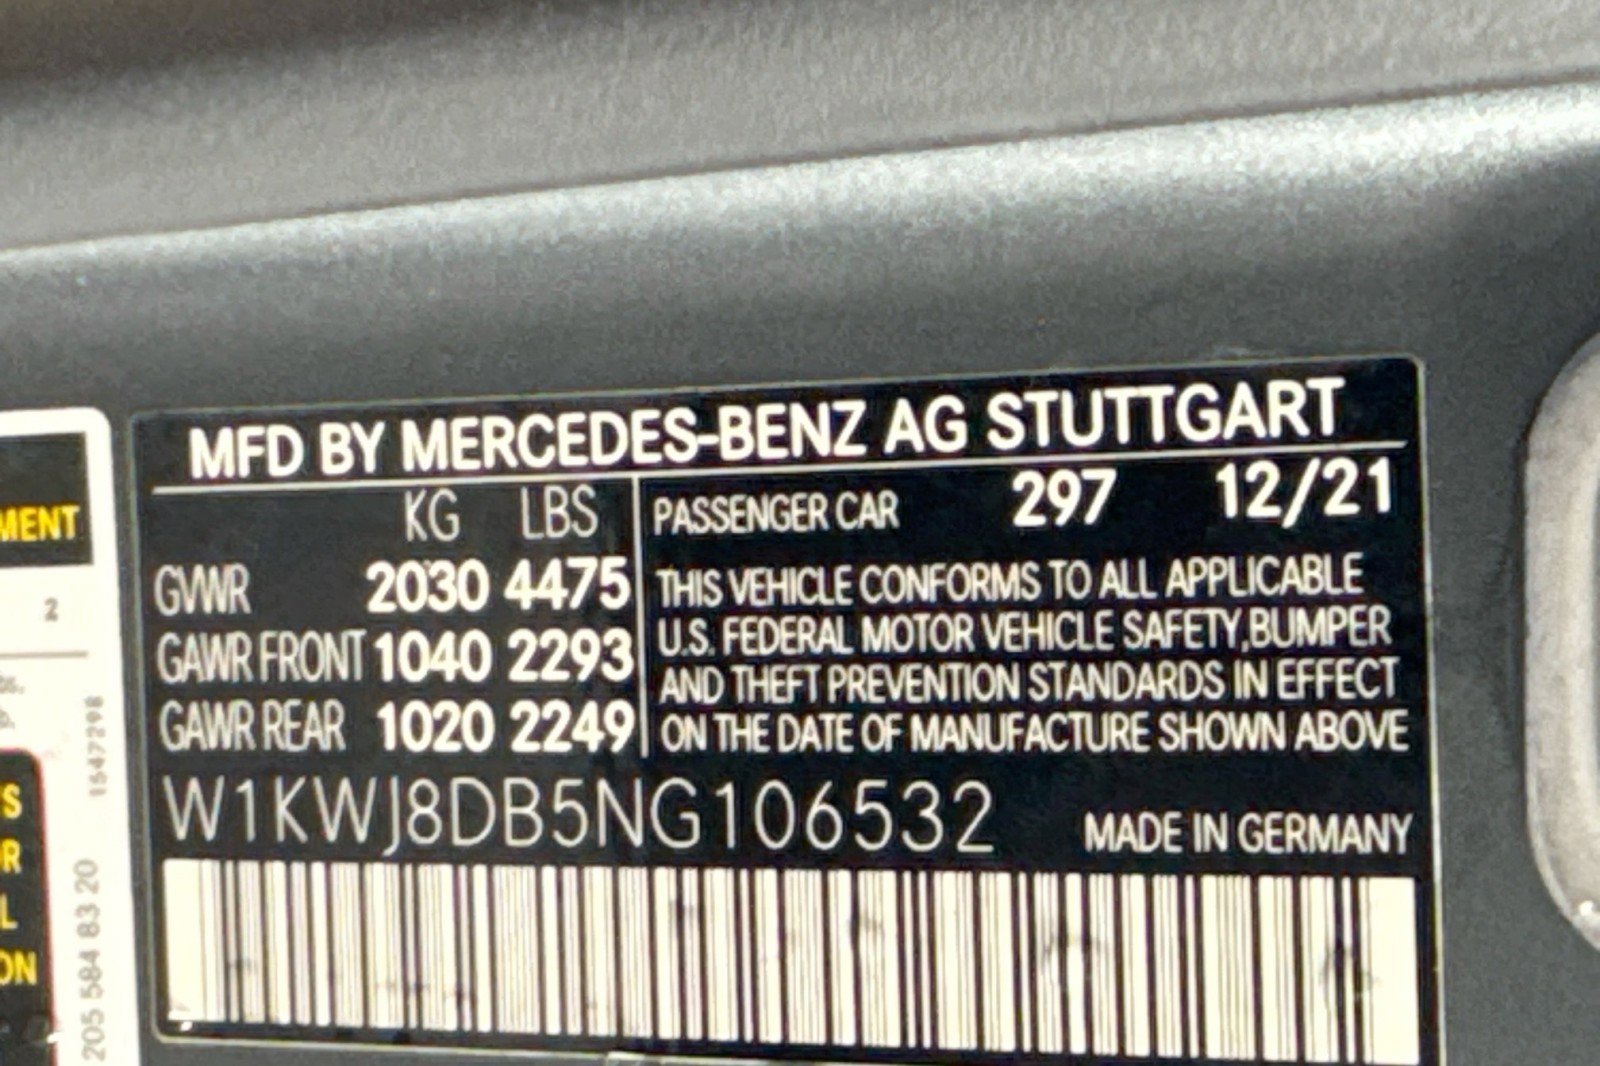 MFD BY MERCEDES-BENZ AG STUTTGART
KG LBS
GVWR 2030 4475
GAWR FRONT 1040 2293
GAWR REAR 1020 2249
PASSENGER CAR 297 12/21
THIS VEHICLE CONFORMS TO ALL APPLICABLE
U.S. FEDERAL MOTOR VEHICLE SAFETY,BUMPER
AND THEFT PREVENTION STANDARDS IN EFFECT
ON THE DATE OF MANUFACTURE SHOWN ABOVE
W1KWJ8DB5NG106532 MADE IN GERMANY
MENT
2
S
R
L
ON
1547298
205 584 83 20